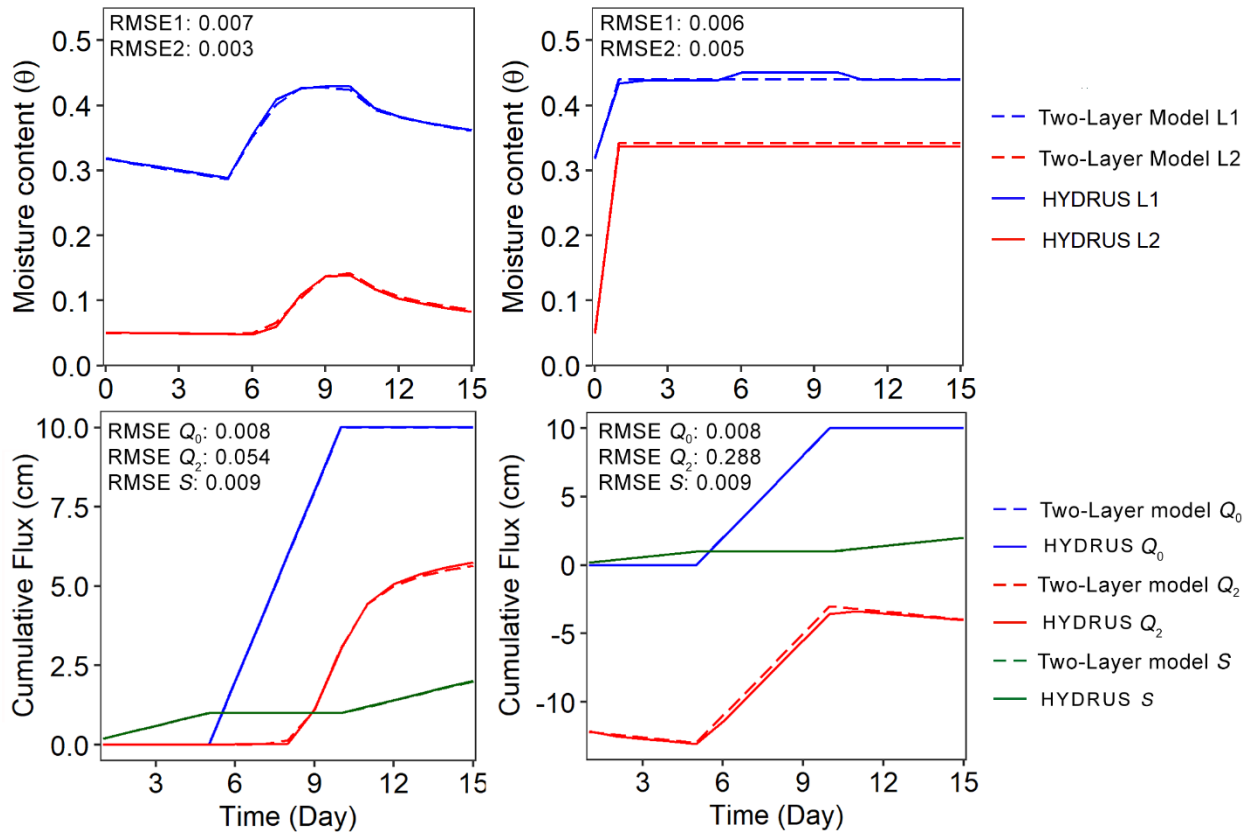 RMSE1: 0.007
RMSE2: 0.003
0.5
0.4
0.3
0.2
0.1
0.0
Moisture content (θ)
0 3 6 9 12 15
RMSE1: 0.006
RMSE2: 0.005
0.5
0.4
0.3
0.2
0.1
0.0
Moisture content (θ)
0 3 6 9 12 15
Two-Layer Model L1
Two-Layer Model L2
HYDRUS L1
HYDRUS L2
RMSE Q₀: 0.008
RMSE Q₂: 0.054
RMSE S: 0.009
10.0
7.5
5.0
2.5
0.0
Cumulative Flux (cm)
3 6 9 12 15
Time (Day)
RMSE Q₀: 0.008
RMSE Q₂: 0.288
RMSE S: 0.009
10
5
0
-5
-10
Cumulative Flux (cm)
3 6 9 12 15
Time (Day)
Two-Layer model Q₀
HYDRUS Q₀
Two-Layer model Q₂
HYDRUS Q₂
Two-Layer model S
HYDRUS S